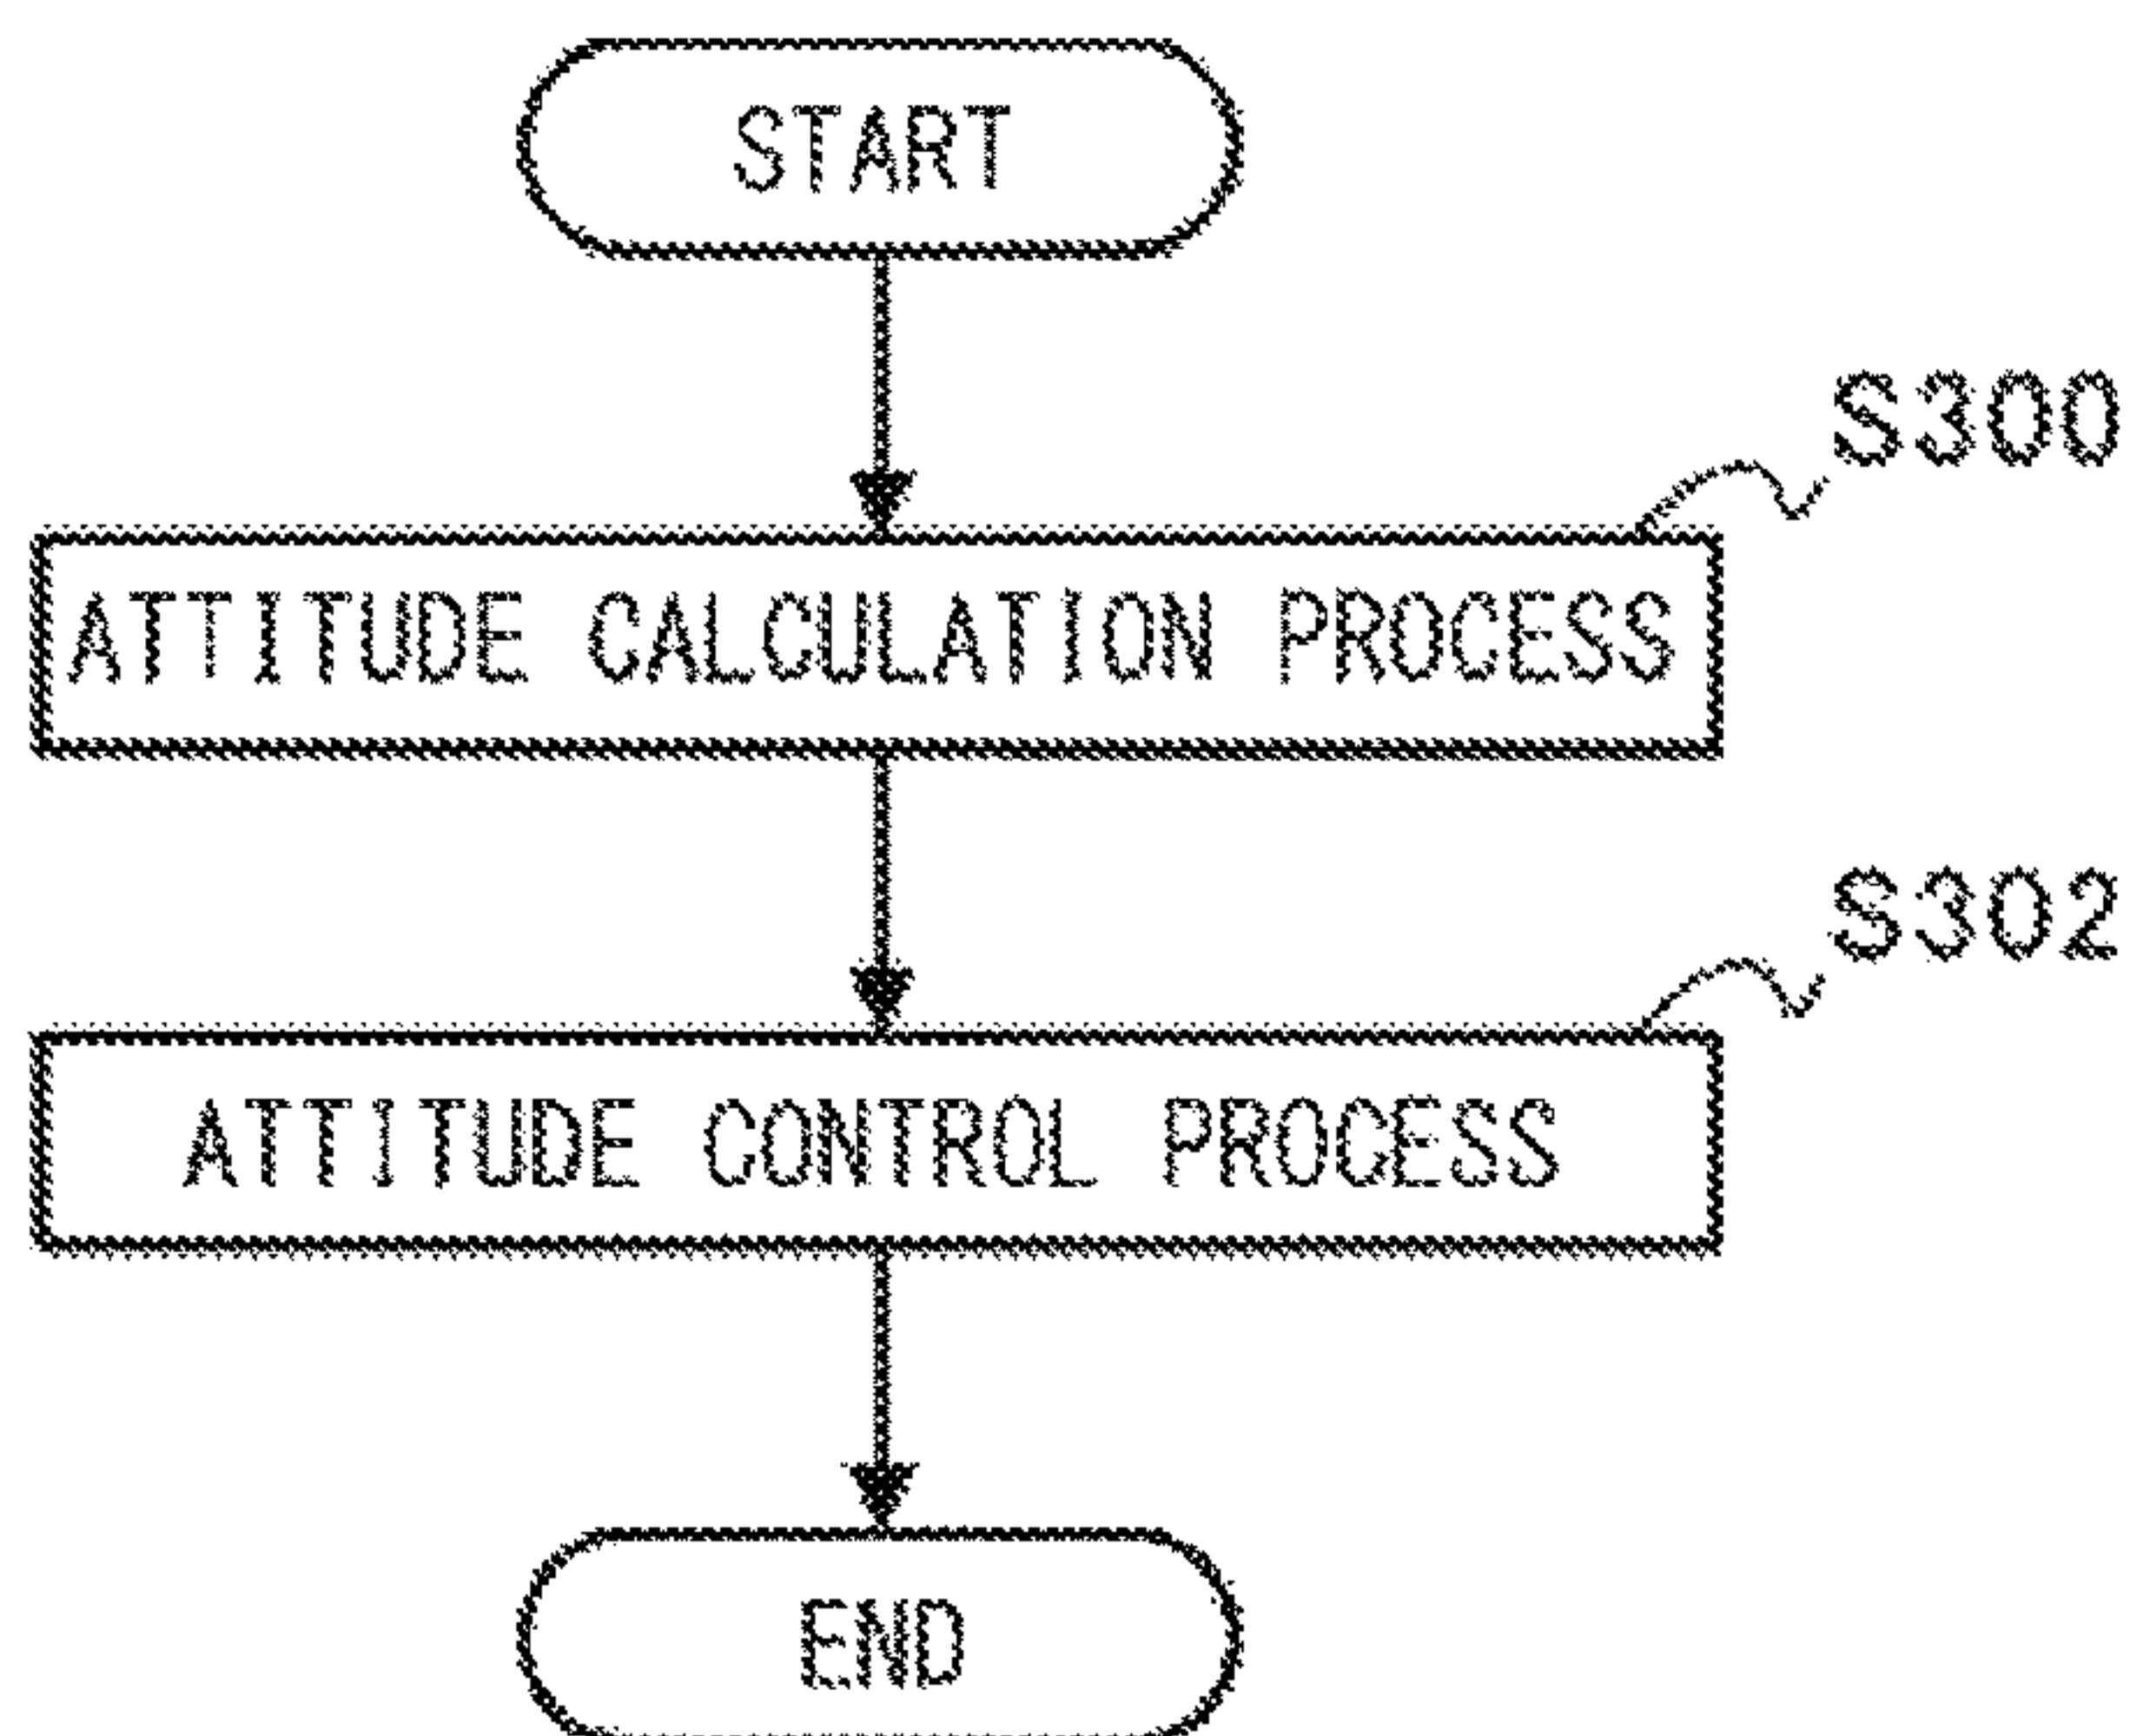 START
S300
ATTITUDE CALCULATION PROCESS
S302
ATTITUDE CONTROL PROCESS
END